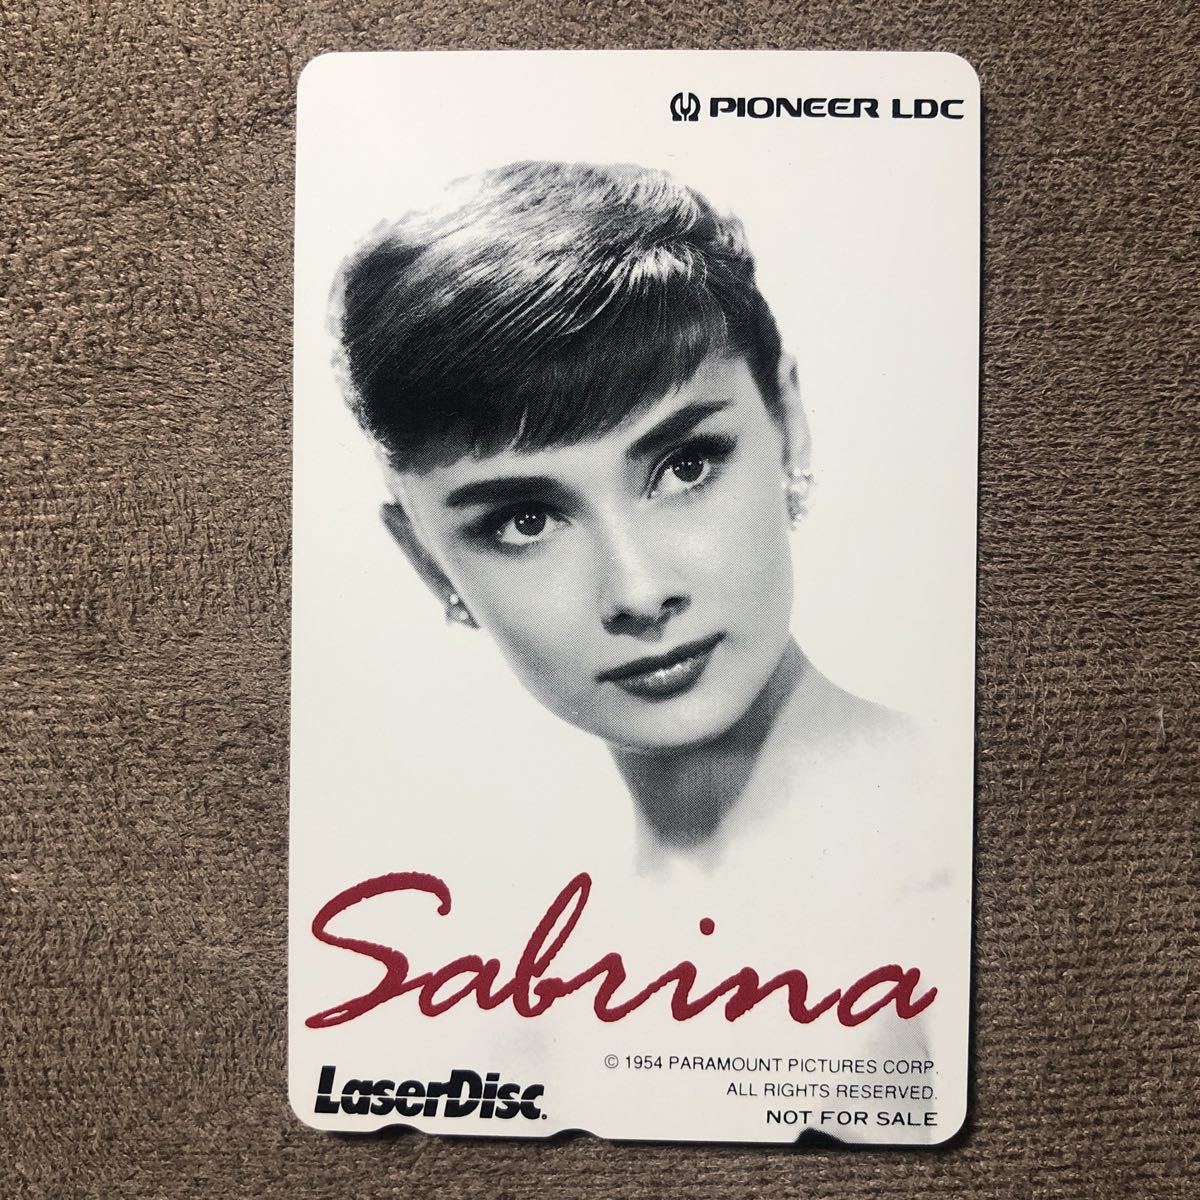 PIONEER LDC
Sabrina
© 1954 PARAMOUNT PICTURES CORP.
ALL RIGHTS RESERVED.
LaserDisc.
NOT FOR SALE